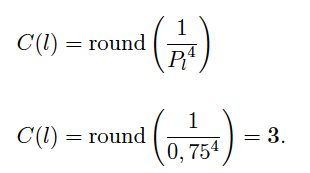 C(l) = round(1/P_l^4)
C(l) = round(1/0,75^4) = 3.